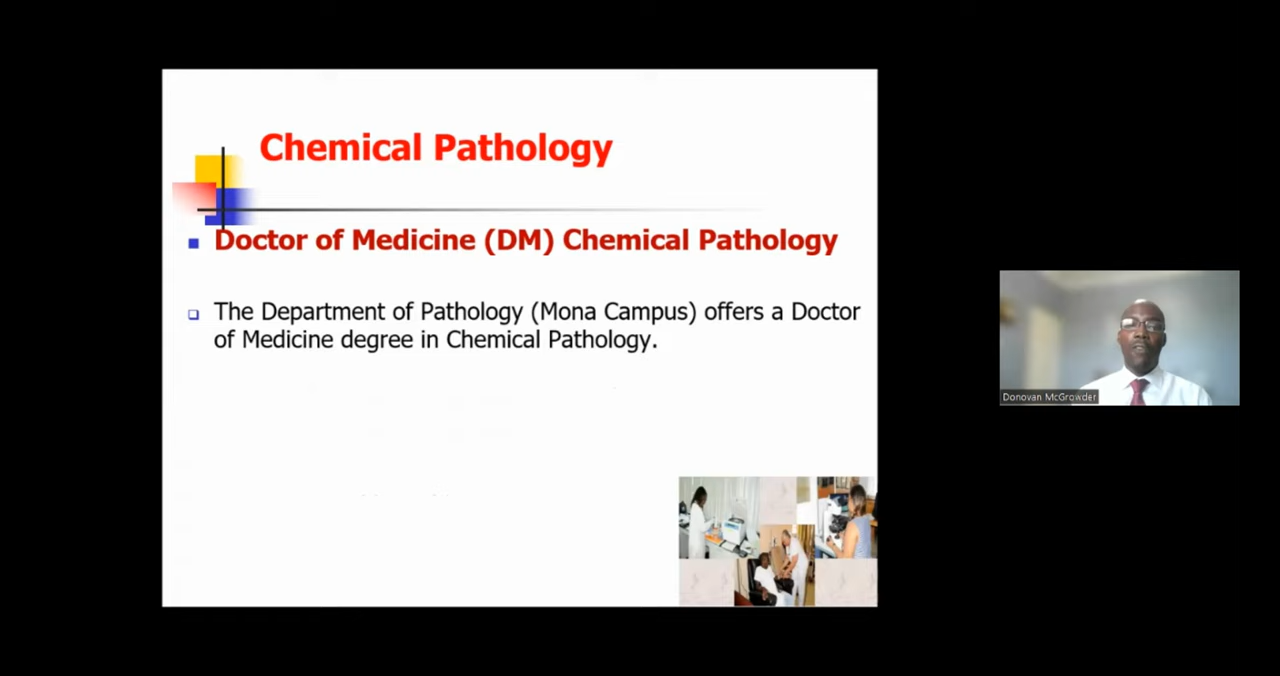 Chemical Pathology
Doctor of Medicine (DM) Chemical Pathology
The Department of Pathology (Mona Campus) offers a Doctor
of Medicine degree in Chemical Pathology.
Donovan McGrowder